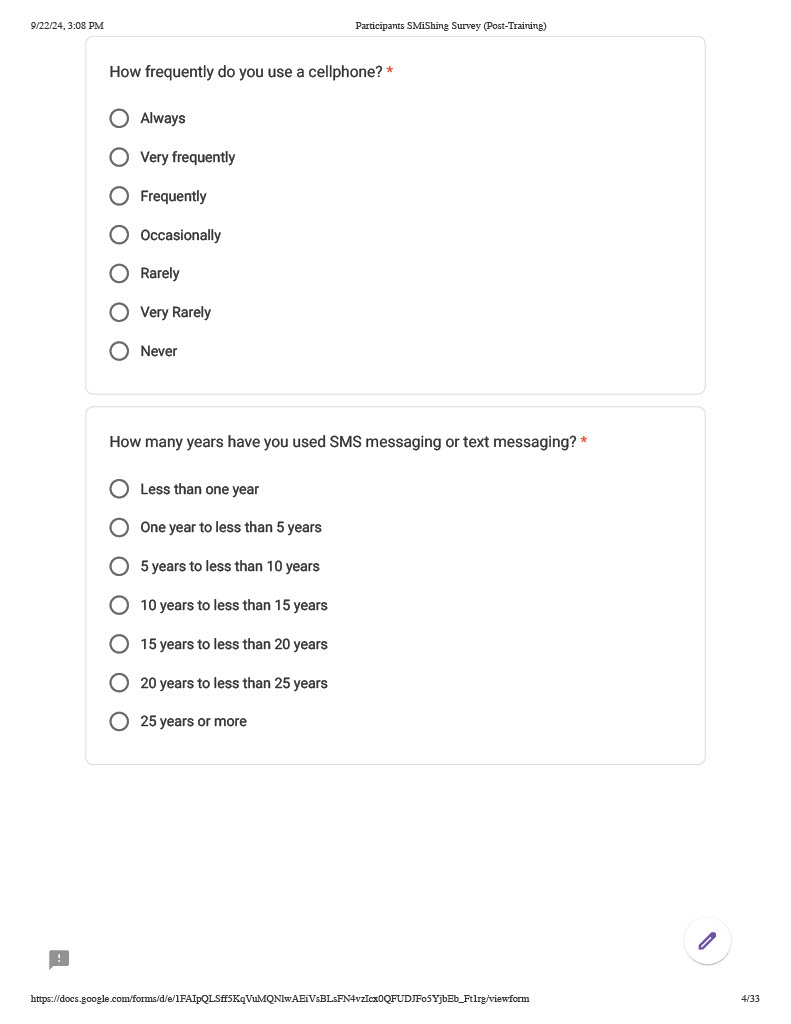 9/22/24, 3:08 PM
Participants SMiShing Survey (Post-Training)
How frequently do you use a cellphone? *
Always
Very frequently
Frequently
Occasionally
Rarely
Very Rarely
Never
How many years have you used SMS messaging or text messaging? *
Less than one year
One year to less than 5 years
5 years to less than 10 years
10 years to less than 15 years
15 years to less than 20 years
20 years to less than 25 years
25 years or more
https://docs.google.com/forms/d/e/1FAIpQLSff5KqVuMQNlwAEiVsBLsFN4vzIcx0QFUDJFo5YjbEb_Ft1rg/viewform
4/33